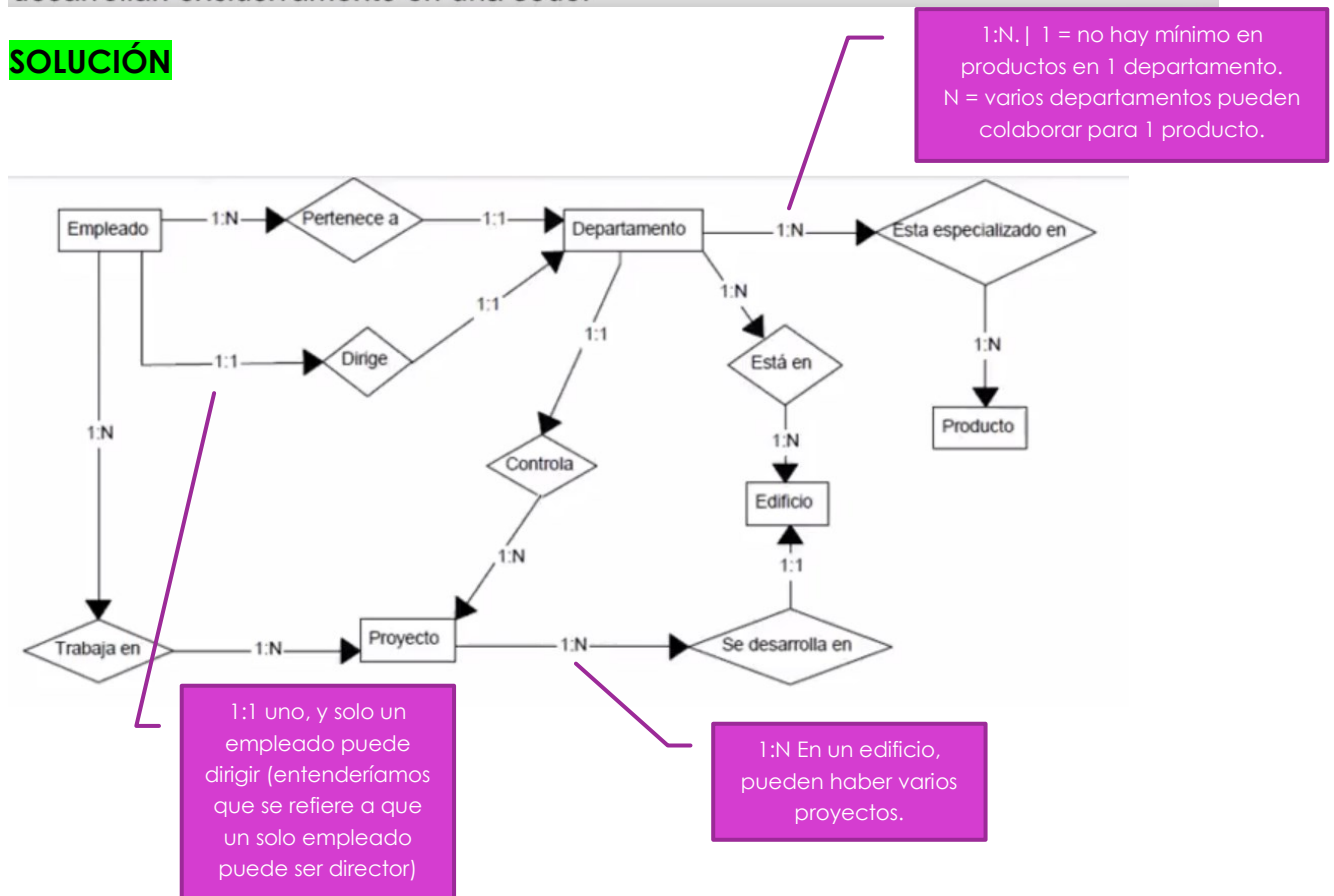 SOLUCIÓN
1:N.| 1 = no hay mínimo en
productos en 1 departamento.
N = varios departamentos pueden
colaborar para 1 producto.
Empleado
1:N
Pertenece a
1:1
Departamento
1:N
Esta especializado en
1:1
Dirige
1:1
1:1
1:N
Está en
1:N
Producto
1:N
Controla
1:N
Edificio
1:N
1:1
Trabaja en
1:N
Proyecto
1:N
Se desarrolla en
1:1 uno, y solo un
empleado puede
dirigir (entenderíamos
que se refiere a que
un solo empleado
puede ser director)
1:N En un edificio,
pueden haber varios
proyectos.